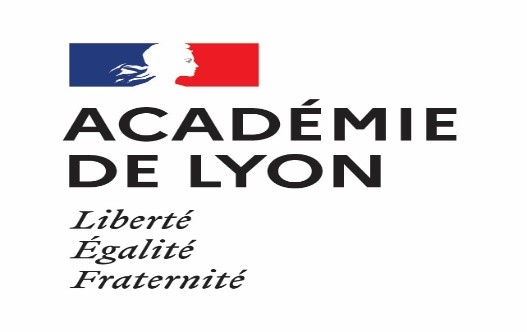 ACADÉMIE
DE LYON
Liberté
Égalité
Fraternité